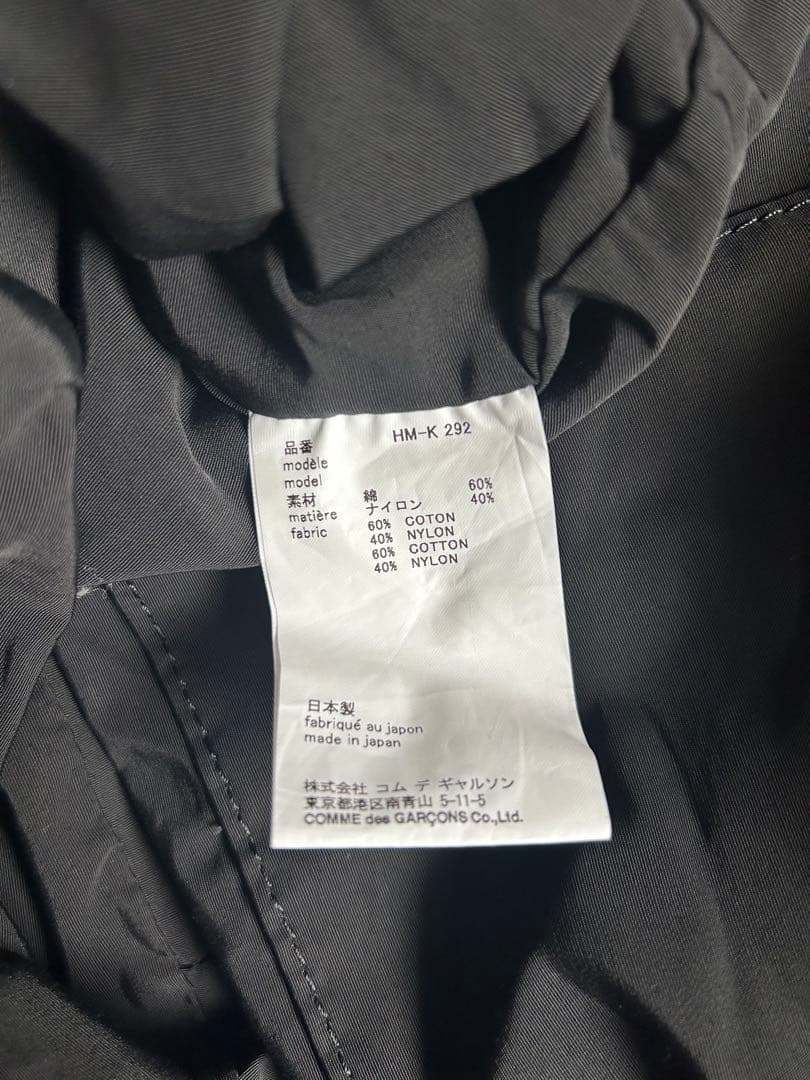 品番 HM-K 292
modèle
model
素材 綿 60%
matière ナイロン 40%
fabric 60% COTON
40% NYLON
60% COTTON
40% NYLON
日本製
fabriqué au japon
made in japan
株式会社 コム デ ギャルソン
東京都港区南青山 5-11-5
COMME des GARÇONS Co.,Ltd.